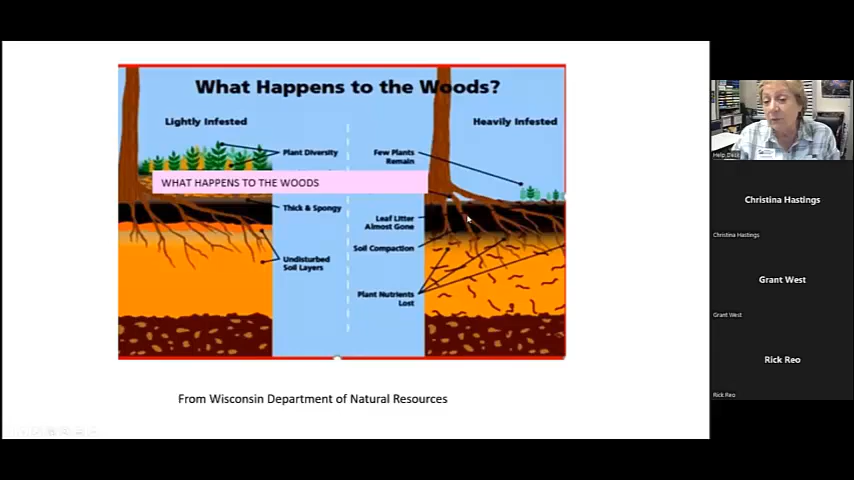 What Happens to the Woods?
Lightly Infested
Heavily Infested
Plant Diversity
Few Plants
Remain
WHAT HAPPENS TO THE WOODS
Thick & Spongy
Leaf Litter
Almost Gone
Soil Compaction
Undisturbed
Soil Layers
Plant Nutrients
Lost
From Wisconsin Department of Natural Resources
Help Desk
Christina Hastings
Christina Hastings
Grant West
Grant West
Rick Reo
Rick Reo